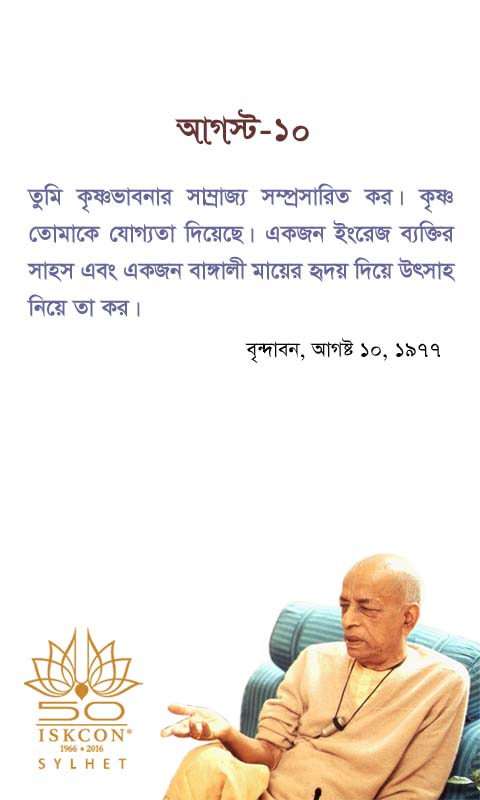 আগস্ট-১০
তুমি কৃষ্ণভাবনার সাম্রাজ্য সম্প্রসারিত কর। কৃষ্ণ
তোমাকে যোগ্যতা দিয়েছে। একজন ইংরেজ ব্যক্তির
সাহস এবং একজন বাঙ্গালী মায়ের হৃদয় দিয়ে উৎসাহ
নিয়ে তা কর।
বৃন্দাবন, আগষ্ট ১০, ১৯৭৭
50
ISKCON®
1966 • 2016
SYLHET